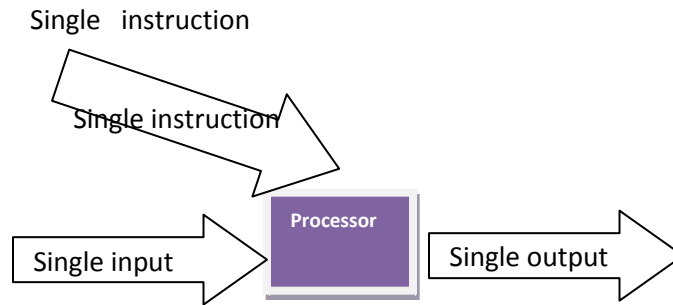 Single instruction
Single instruction
Processor
Single input
Single output